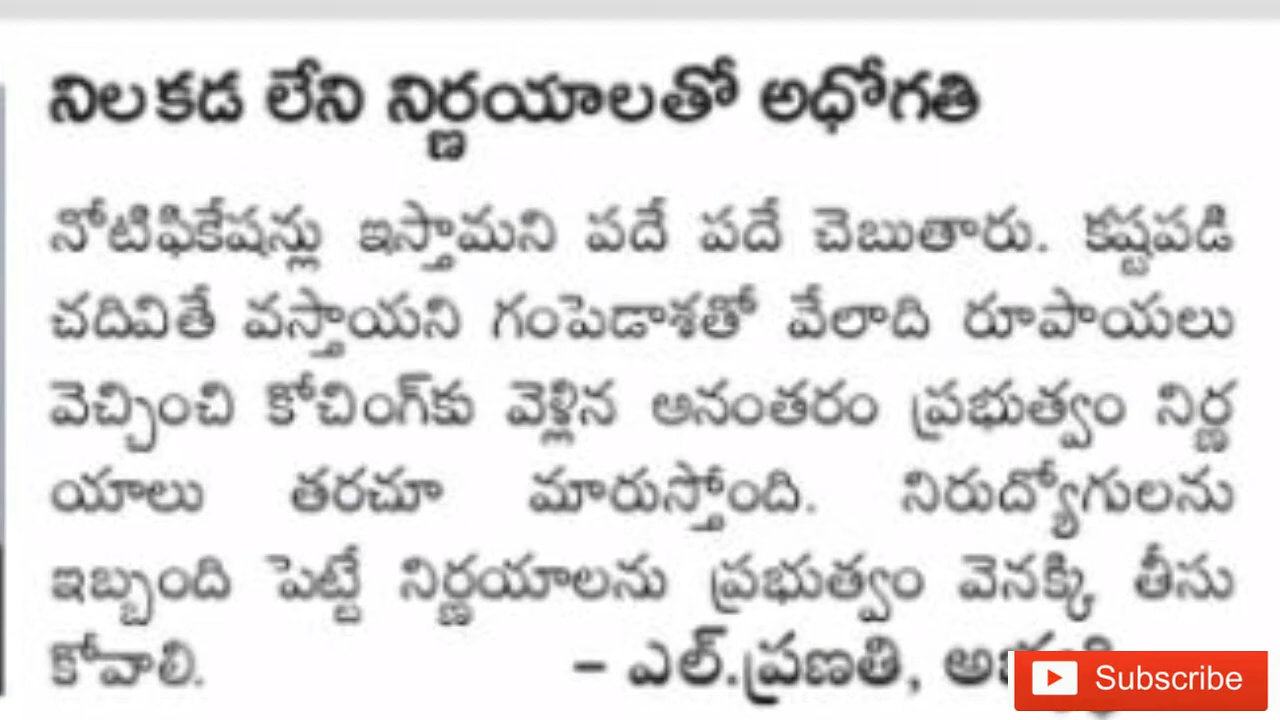 నిలకడ లేని నిర్ణయాలతో అధోగతి
నోటిఫికేషన్లు ఇస్తామని పదే పదే చెబుతారు. కష్టపడి
చదివితే వస్తాయని గంపెడాశతో వేలాది రూపాయలు
వెచ్చించి కోచింగ్‌కు వెళ్లిన అనంతరం ప్రభుత్వం నిర్ణ
యాలు తరచూ మారుస్తోంది. నిరుద్యోగులను
ఇబ్బంది పెట్టే నిర్ణయాలను ప్రభుత్వం వెనక్కి తీసు
కోవాలి. – ఎల్.ప్రణతి,
Subscribe